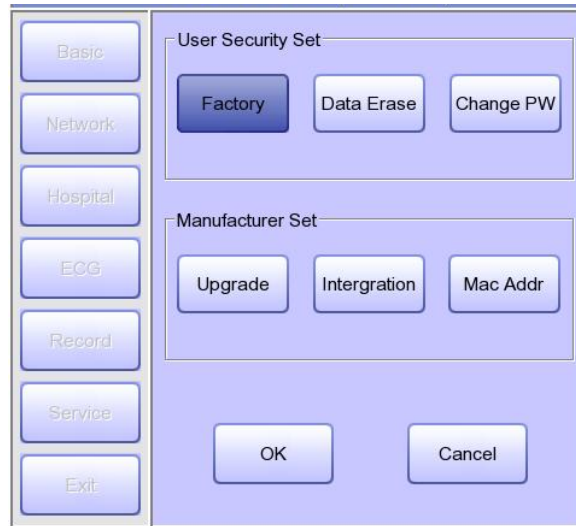 Basic
Network
Hospital
ECG
Record
Service
Exit
User Security Set
Factory
Data Erase
Change PW
Manufacturer Set
Upgrade
Intergration
Mac Addr
OK
Cancel